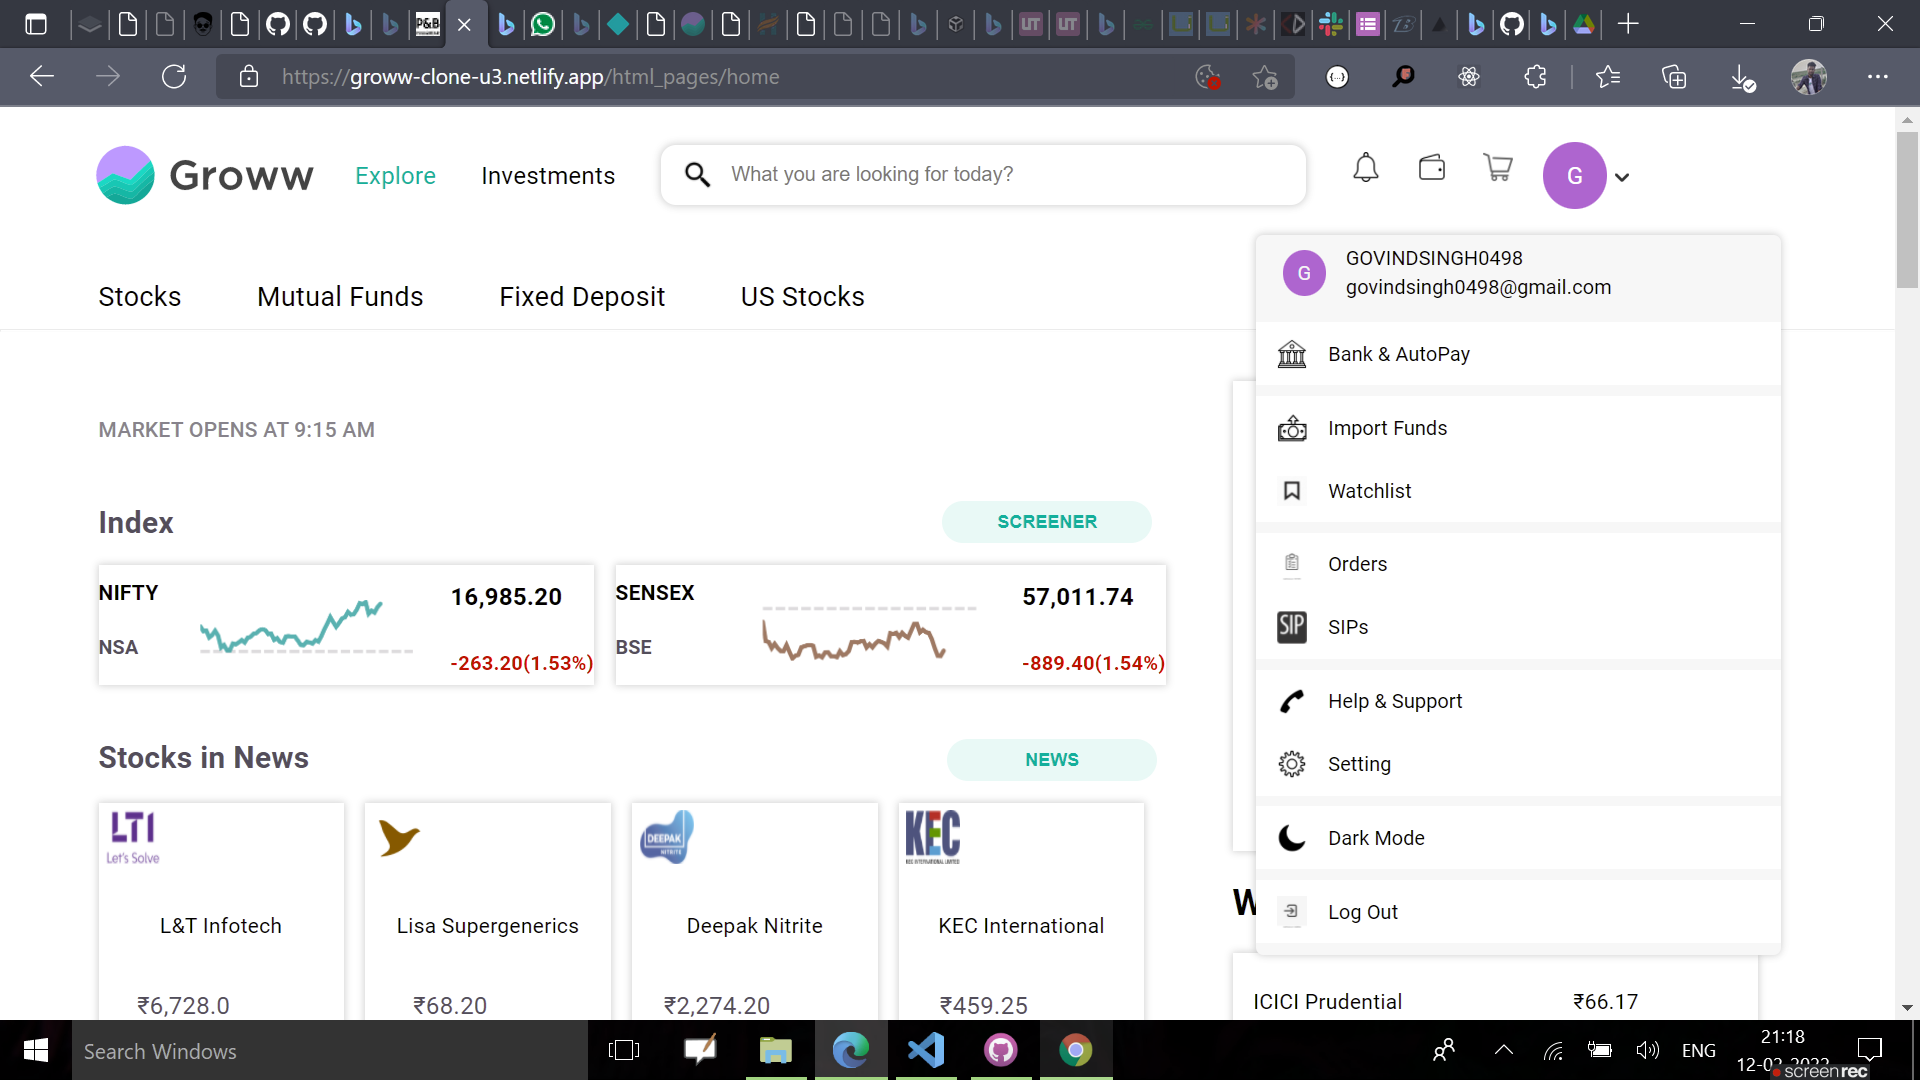 P&B
https://groww-clone-u3.netlify.app/html_pages/home
Groww
Explore
Investments
What you are looking for today?
G
G
GOVINDSINGH0498
govindsingh0498@gmail.com
Stocks
Mutual Funds
Fixed Deposit
US Stocks
Bank & AutoPay
Import Funds
Watchlist
Orders
SIP
SIPs
Help & Support
Setting
Dark Mode
Log Out
MARKET OPENS AT 9:15 AM
Index
SCREENER
NIFTY
16,985.20
NSA
-263.20(1.53%)
SENSEX
57,011.74
BSE
-889.40(1.54%)
Stocks in News
NEWS
LTI
Let's Solve
DEEPAK
NITRITE
KEC
KEC INTERNATIONAL LIMITED
L&T Infotech
Lisa Supergenerics
Deepak Nitrite
KEC International
₹6,728.0
₹68.20
₹2,274.20
₹459.25
ICICI Prudential
₹66.17
Search Windows
ENG
21:18
screenrec